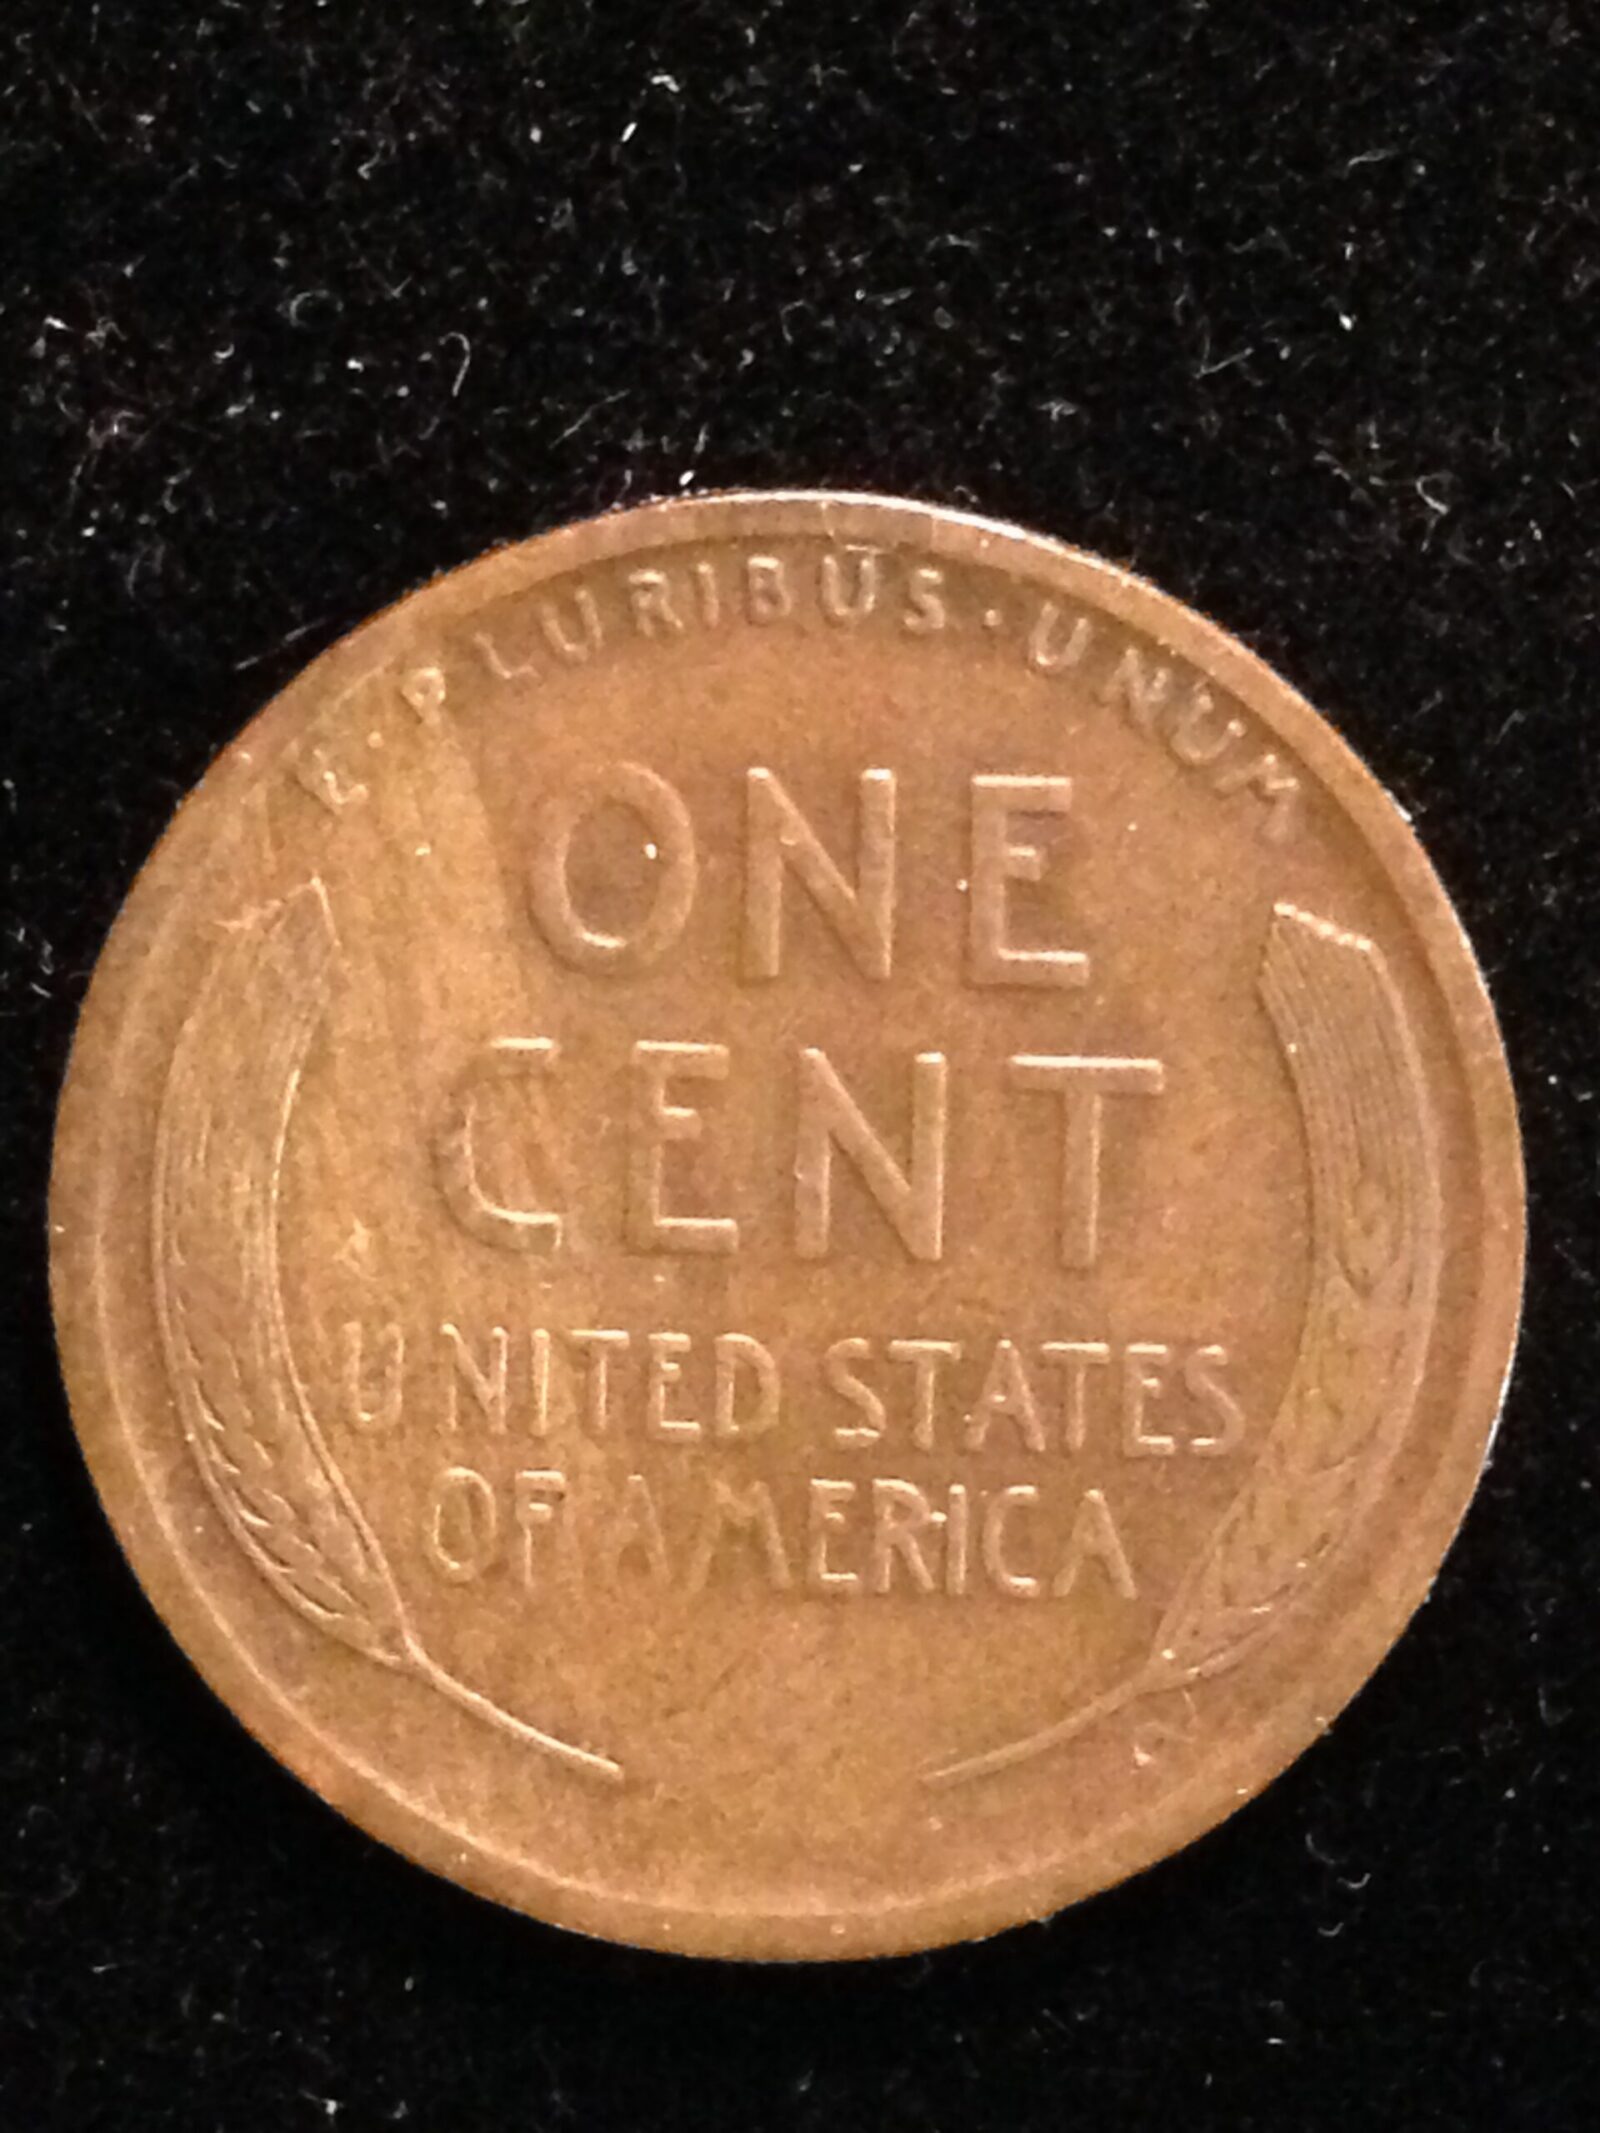 E · PLURIBUS · UNUM
ONE
CENT
UNITED STATES
OF AMERICA